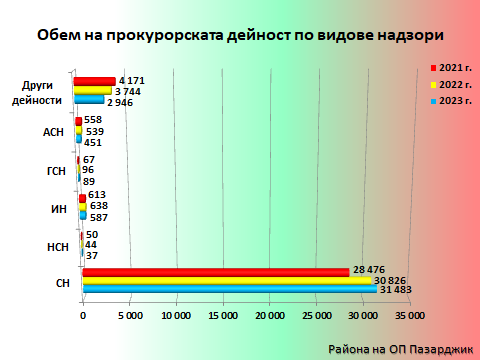 Обем на прокурорската дейност по видове надзори
2021 г.
2022 г.
2023 г.
Други
дейности
4 171
3 744
2 946
АСН
558
539
451
ГСН
67
96
89
ИН
613
638
587
НСН
50
44
37
СН
28 476
30 826
31 483
0 5 000 10 000 15 000 20 000 25 000 30 000 35 000
Района на ОП Пазарджик